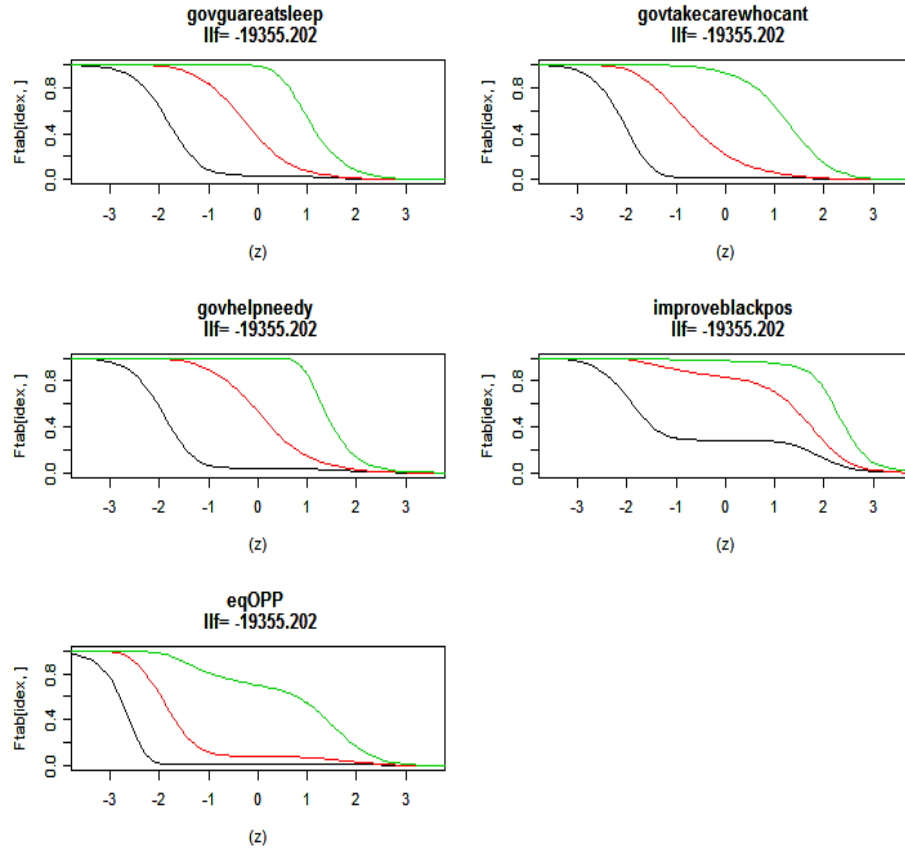 govguareatsleep
llf= -19355.202
Ftab[idex, ]
0.0 0.4 0.8
-3 -2 -1 0 1 2 3
(z)
govtakecarewhocant
llf= -19355.202
Ftab[idex, ]
0.0 0.4 0.8
-3 -2 -1 0 1 2 3
(z)
govhelpneedy
llf= -19355.202
Ftab[idex, ]
0.0 0.4 0.8
-3 -2 -1 0 1 2 3
(z)
improveblackpos
llf= -19355.202
Ftab[idex, ]
0.0 0.4 0.8
-3 -2 -1 0 1 2 3
(z)
eqOPP
llf= -19355.202
Ftab[idex, ]
0.0 0.4 0.8
-3 -2 -1 0 1 2 3
(z)